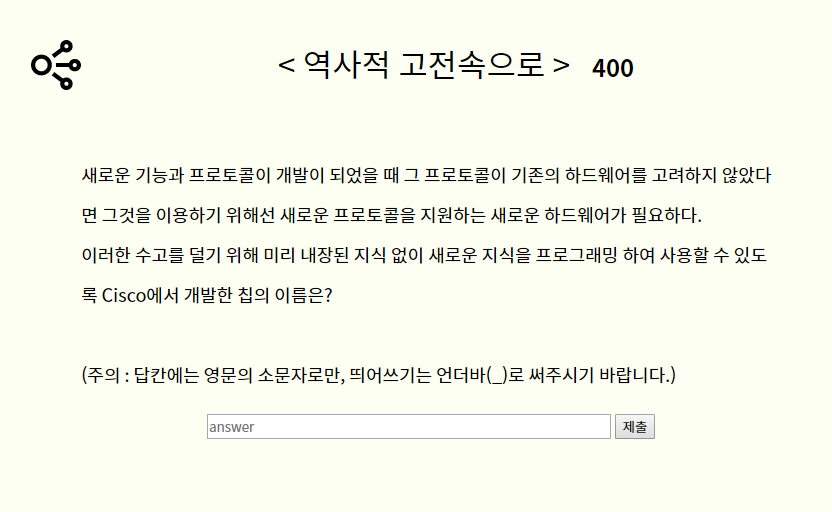 < 역사적 고전속으로 > 400
새로운 기능과 프로토콜이 개발이 되었을 때 그 프로토콜이 기존의 하드웨어를 고려하지 않았다
면 그것을 이용하기 위해선 새로운 프로토콜을 지원하는 새로운 하드웨어가 필요하다.
이러한 수고를 덜기 위해 미리 내장된 지식 없이 새로운 지식을 프로그래밍 하여 사용할 수 있도
록 Cisco에서 개발한 칩의 이름은?
(주의 : 답칸에는 영문의 소문자로만, 띄어쓰기는 언더바(_)로 써주시기 바랍니다.)
answer 제출